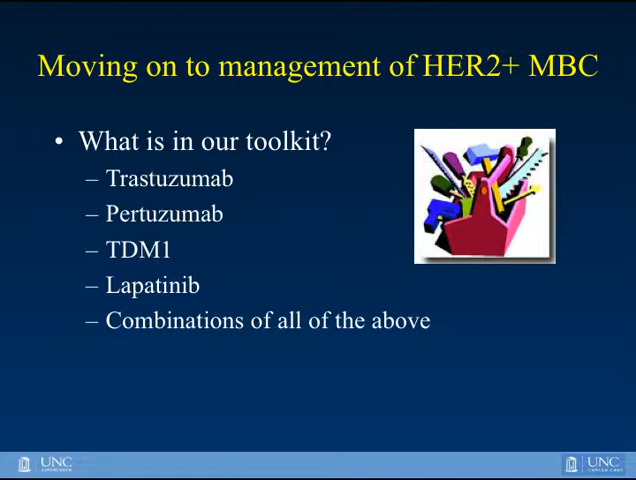 Moving on to management of HER2+ MBC
• What is in our toolkit?
– Trastuzumab
– Pertuzumab
– TDM1
– Lapatinib
– Combinations of all of the above
UNC
UNC